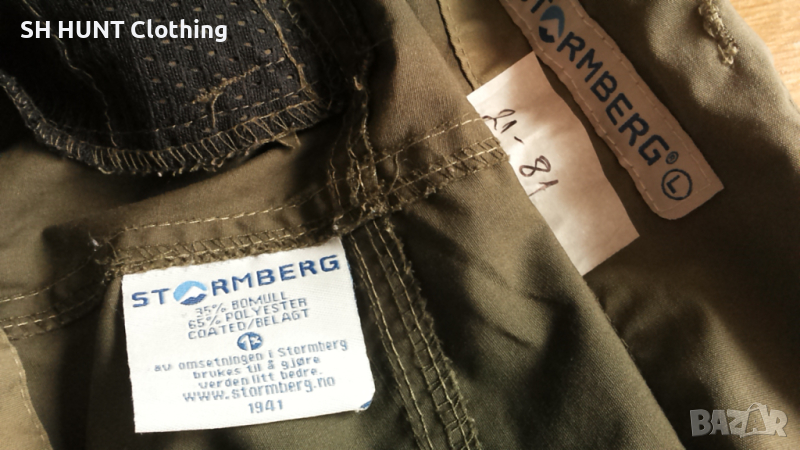 SH HUNT Clothing
STORMBERG® L
21-81
STORMBERG
35% BOMULL
65% POLYESTER
COATED/BELAGT
1%
av omsetningen i Stormberg
brukes til å gjøre
verden litt bedre.
www.stormberg.no
1941
BAZAR